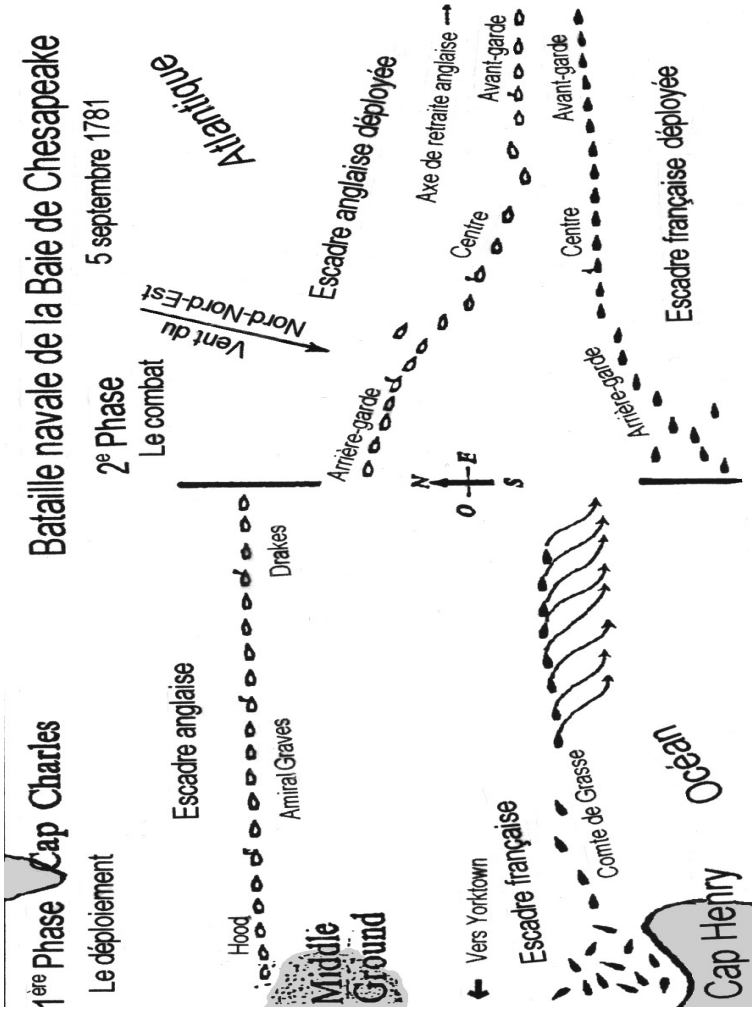 Bataille navale de la Baie de Chesapeake
5 septembre 1781
1ère Phase
Le déploiement
Cap Charles
Escadre anglaise
Hood
Amiral Graves
Drakes
Middle
Ground
← Vers Yorktown
Escadre française
Comte de Grasse
Cap Henry
Océan
2e Phase
Le combat
Vent du
Nord-Nord-Est
Atlantique
Escadre anglaise déployée
Axe de retraite anglaise →
Arrière-garde
Centre
Avant-garde
N
O E
S
Arrière-garde
Centre
Avant-garde
Escadre française déployée